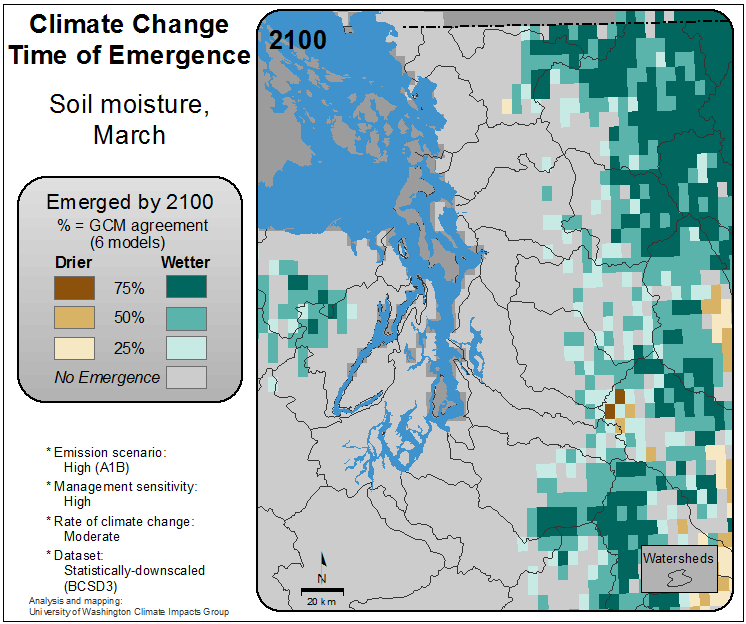 Climate Change
Time of Emergence
Soil moisture,
March
Emerged by 2100
% = GCM agreement
(6 models)
Drier
Wetter
75%
50%
25%
No Emergence
* Emission scenario:
High (A1B)
* Management sensitivity:
High
* Rate of climate change:
Moderate
* Dataset:
Statistically-downscaled
(BCSD3)
Analysis and mapping:
University of Washington Climate Impacts Group
2100
N
20 km
Watersheds